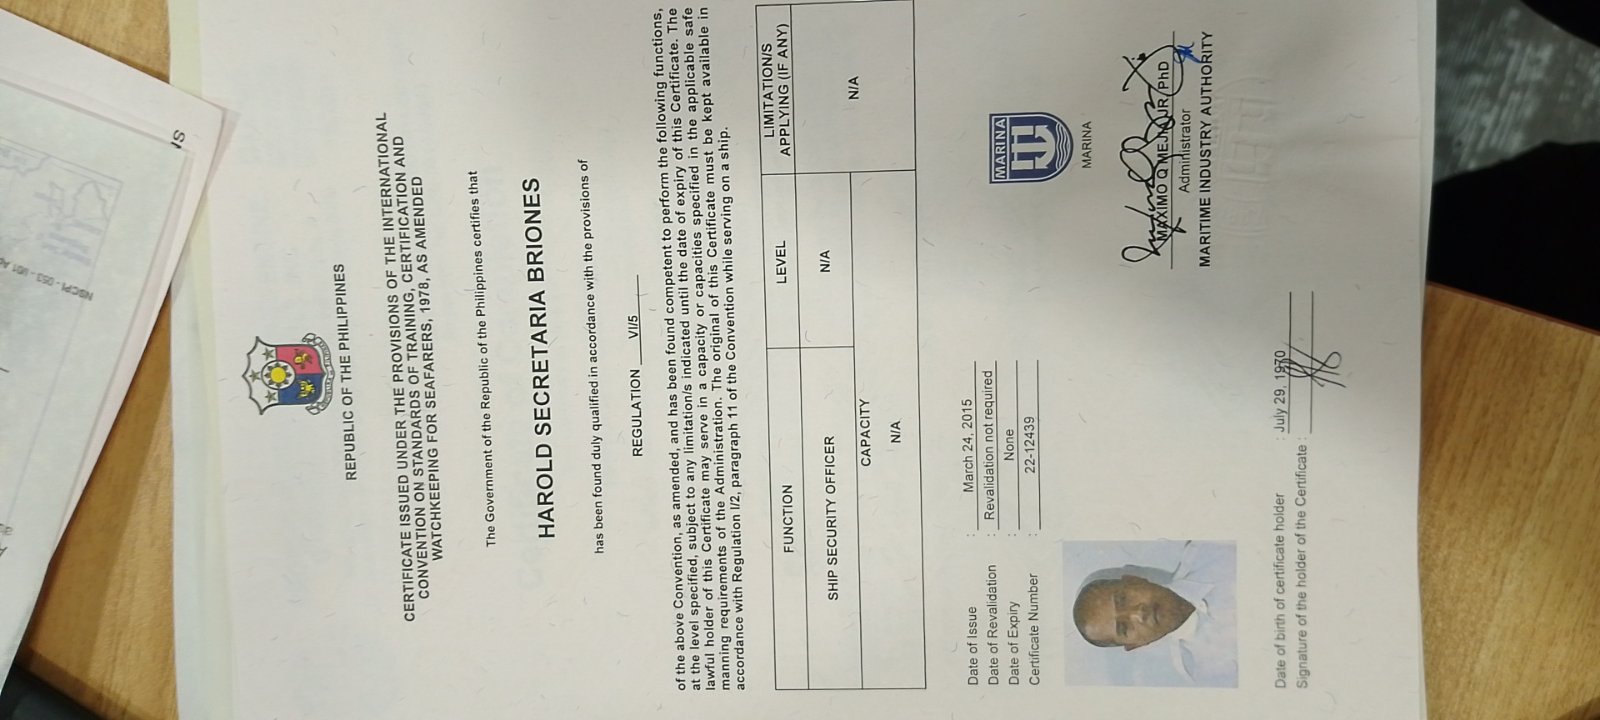 REPUBLIC OF THE PHILIPPINES
CERTIFICATE ISSUED UNDER THE PROVISIONS OF THE INTERNATIONAL
CONVENTION ON STANDARDS OF TRAINING, CERTIFICATION AND
WATCHKEEPING FOR SEAFARERS, 1978, AS AMENDED
The Government of the Republic of the Philippines certifies that
HAROLD SECRETARIA BRIONES
has been found duly qualified in accordance with the provisions of
REGULATION VI/5
of the above Convention, as amended, and has been found competent to perform the following functions,
at the level specified, subject to any limitation/s indicated until the date of expiry of this Certificate. The
lawful holder of this Certificate may serve in a capacity or capacities specified in the applicable safe
manning requirements of the Administration. The original of this Certificate must be kept available in
accordance with Regulation I/2, paragraph 11 of the Convention while serving on a ship.
FUNCTION LEVEL LIMITATION/S
APPLYING (IF ANY)
SHIP SECURITY OFFICER N/A N/A
CAPACITY
N/A
Date of Issue : March 24, 2015
Date of Revalidation : Revalidation not required
Date of Expiry : None
Certificate Number : 22-12439
MARINA
MARINA
MAXIMO Q MEJIA JR, PhD
Administrator
MARITIME INDUSTRY AUTHORITY
Date of birth of certificate holder : July 29, 1970
Signature of the holder of the Certificate :
NSCPI - 053 - U01